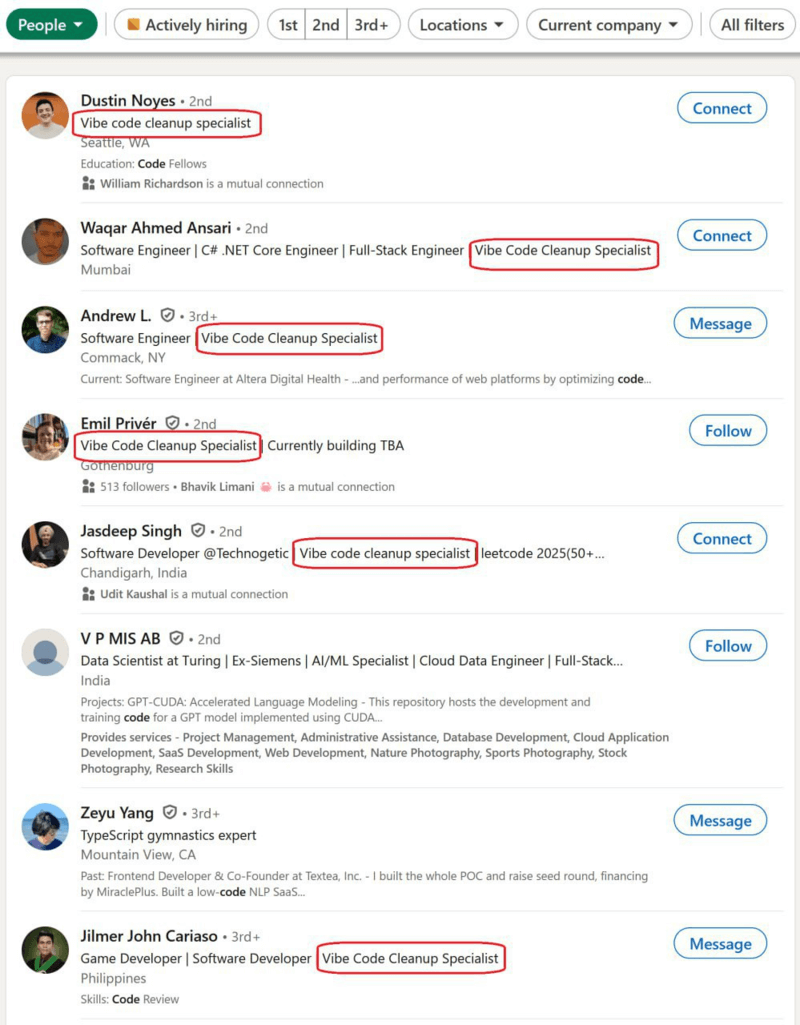 People
Actively hiring
1st
2nd
3rd+
Locations
Current company
All filters
Dustin Noyes • 2nd
Vibe code cleanup specialist
Seattle, WA
Education: Code Fellows
William Richardson is a mutual connection
Connect
Waqar Ahmed Ansari • 2nd
Software Engineer | C# .NET Core Engineer | Full-Stack Engineer | Vibe Code Cleanup Specialist
Mumbai
Connect
Andrew L. • 3rd+
Software Engineer | Vibe Code Cleanup Specialist
Commack, NY
Current: Software Engineer at Altera Digital Health - ...and performance of web platforms by optimizing code...
Message
Emil Privér • 2nd
Vibe Code Cleanup Specialist | Currently building TBA
Gothenburg
513 followers • Bhavik Limani 🧠 is a mutual connection
Follow
Jasdeep Singh • 2nd
Software Developer @Technogetic | Vibe code cleanup specialist | leetcode 2025(50+...
Chandigarh, India
Udit Kaushal is a mutual connection
Connect
V P MIS AB • 2nd
Data Scientist at Turing | Ex-Siemens | AI/ML Specialist | Cloud Data Engineer | Full-Stack...
India
Projects: GPT-CUDA: Accelerated Language Modeling - This repository hosts the development and
training code for a GPT model implemented using CUDA...
Provides services - Project Management, Administrative Assistance, Database Development, Cloud Application
Development, SaaS Development, Web Development, Nature Photography, Sports Photography, Stock
Photography, Research Skills
Follow
Zeyu Yang • 3rd+
TypeScript gymnastics expert
Mountain View, CA
Past: Frontend Developer & Co-Founder at Textea, Inc. - I built the whole POC and raise seed round, financing
by MiraclePlus. Built a low-code NLP SaaS...
Message
Jilmer John Cariaso • 3rd+
Game Developer | Software Developer | Vibe Code Cleanup Specialist
Philippines
Skills: Code Review
Message